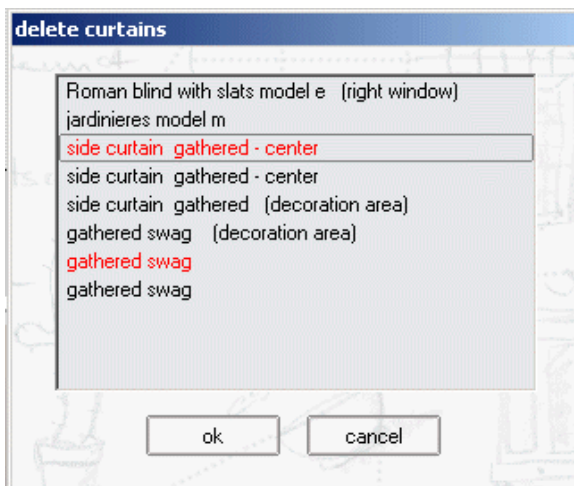 delete curtains
Roman blind with slats model e (right window)
jardinieres model m
side curtain gathered - center
side curtain gathered - center
side curtain gathered (decoration area)
gathered swag (decoration area)
gathered swag
gathered swag
ok
cancel